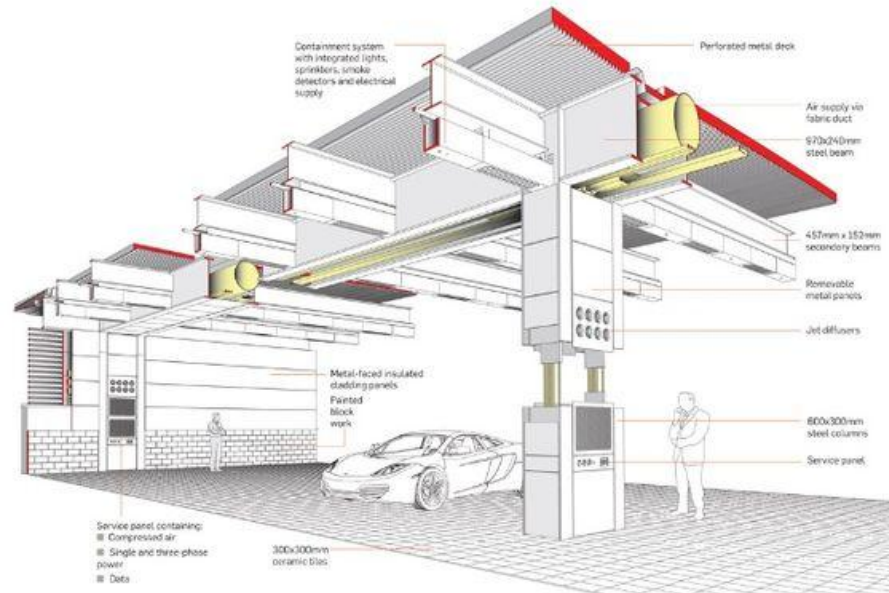 Containment system
with integrated lights,
sprinklers, smoke
detectors and electrical
supply
Perforated metal deck
Air supply via
fabric duct
970x240mm
steel beam
457mm x 152mm
secondary beams
Removable
metal panels
Jet diffusers
Metal-faced insulated
cladding panels
Painted
block
work
600x300mm
steel columns
Service panel
Service panel containing:
Compressed air
Single and three-phase
power
Data
300x300mm
ceramic tiles